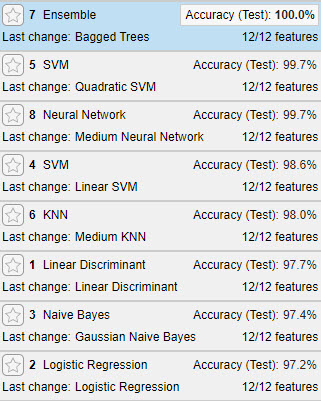 7 Ensemble Accuracy (Test): 100.0%
Last change: Bagged Trees 12/12 features
5 SVM Accuracy (Test): 99.7%
Last change: Quadratic SVM 12/12 features
8 Neural Network Accuracy (Test): 99.7%
Last change: Medium Neural Network 12/12 features
4 SVM Accuracy (Test): 98.6%
Last change: Linear SVM 12/12 features
6 KNN Accuracy (Test): 98.0%
Last change: Medium KNN 12/12 features
1 Linear Discriminant Accuracy (Test): 97.7%
Last change: Linear Discriminant 12/12 features
3 Naive Bayes Accuracy (Test): 97.4%
Last change: Gaussian Naive Bayes 12/12 features
2 Logistic Regression Accuracy (Test): 97.2%
Last change: Logistic Regression 12/12 features